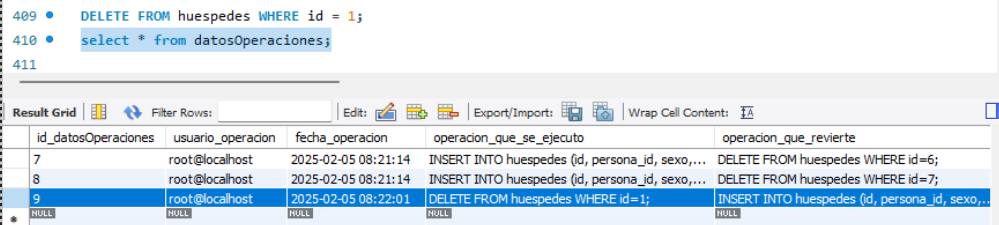 409 DELETE FROM huespedes WHERE id = 1;
410 select * from datosOperaciones;
411
Result Grid Filter Rows: Edit: Export/Import: Wrap Cell Content:
id_datosOperaciones usuario_operacion fecha_operacion operacion_que_se_ejecuto operacion_que_revierte
7 root@localhost 2025-02-05 08:21:14 INSERT INTO huespedes (id, persona_id, sexo,... DELETE FROM huespedes WHERE id=6;
8 root@localhost 2025-02-05 08:21:14 INSERT INTO huespedes (id, persona_id, sexo,... DELETE FROM huespedes WHERE id=7;
9 root@localhost 2025-02-05 08:22:01 DELETE FROM huespedes WHERE id=1; INSERT INTO huespedes (id, persona_id, sexo,...
NULL NULL NULL NULL NULL